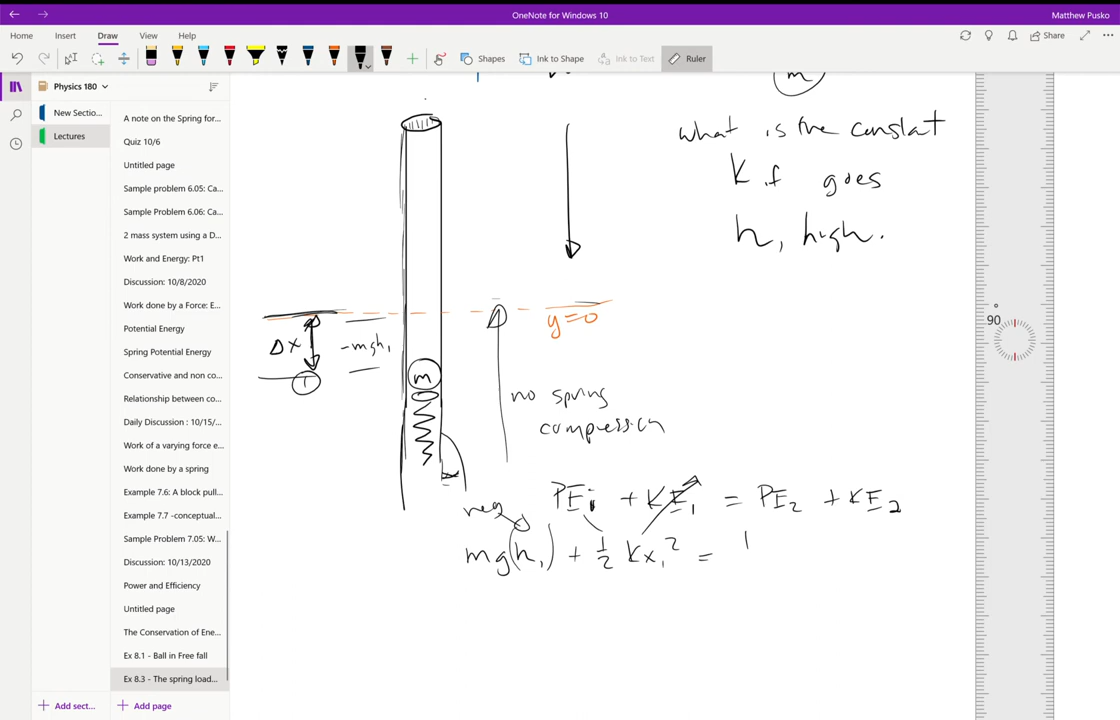 OneNote for Windows 10
Matthew Pusko
Home
Insert
Draw
View
Help
Shapes
Ink to Shape
Ink to Text
Ruler
Share
Physics 180
New Sectio...
Lectures
A note on the Spring for...
Quiz 10/6
Untitled page
Sample problem 6.05: Ca...
Sample Problem 6.06: Ca...
2 mass system using a D...
Work and Energy: Pt1
Discussion: 10/8/2020
Work done by a Force: E...
Potential Energy
Spring Potential Energy
Conservative and non co...
Relationship between co...
Daily Discussion : 10/15/...
Work of a varying force e...
Work done by a spring
Example 7.6: A block pull...
Example 7.7 -conceptual...
Sample Problem 7.05: W...
Discussion: 10/13/2020
Power and Efficiency
Untitled page
The Conservation of Ene...
Ex 8.1 - Ball in Free fall
Ex 8.3 - The spring load...
Add sect...
Add page
m
what is the constat
K if goes
h, high.
y=0
Δx
-mgh₁
1
m
no spring
compression
neg
PEi + KE₁ = PE₂ + KE₂
mg(h₁) + ½ Kx₁² =
90°